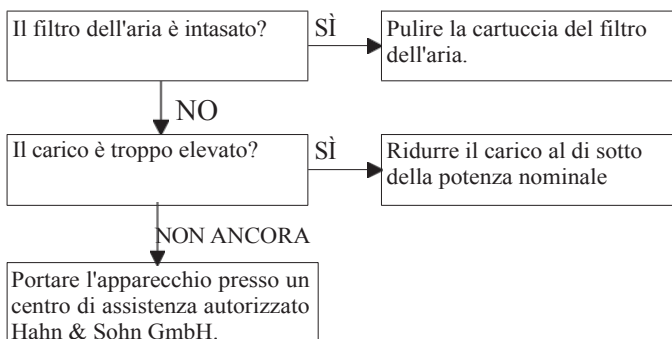 Il filtro dell'aria è intasato?
SÌ
Pulire la cartuccia del filtro
dell'aria.
NO
Il carico è troppo elevato?
SÌ
Ridurre il carico al di sotto
della potenza nominale
NON ANCORA
Portare l'apparecchio presso un
centro di assistenza autorizzato
Hahn & Sohn GmbH.